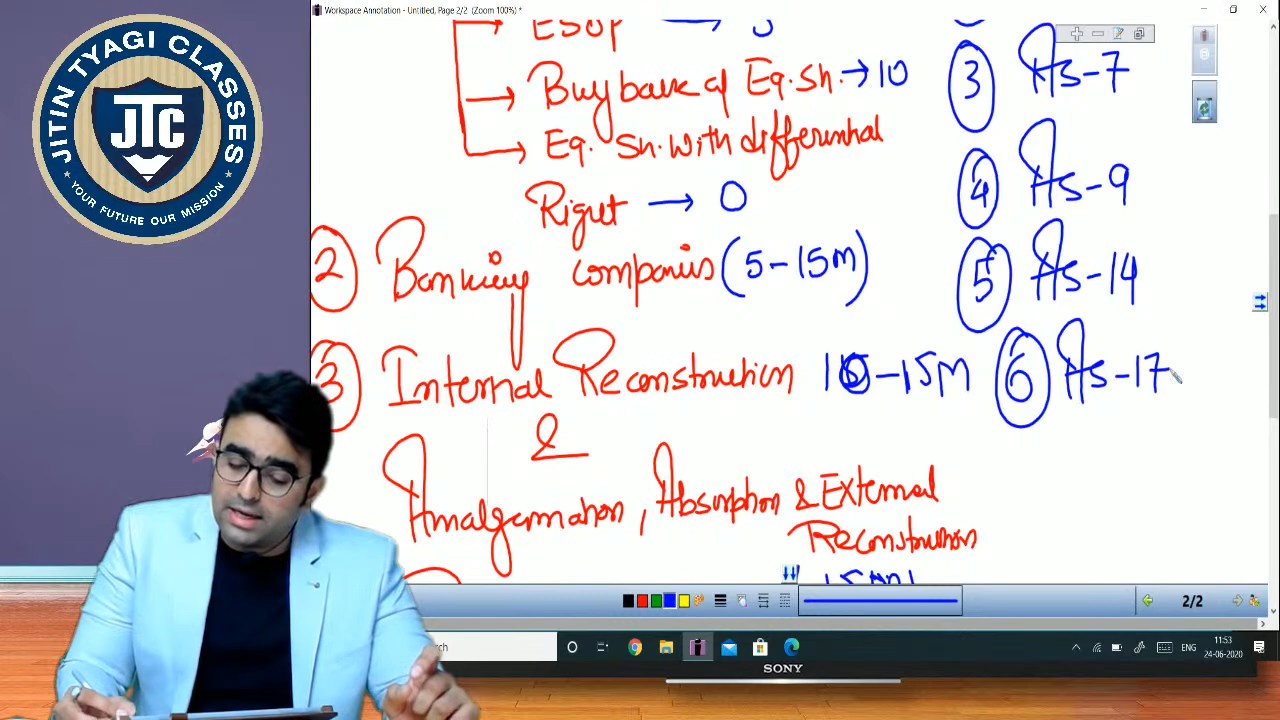 Workspace Annotation - Untitled, Page 2/2 (Zoom 100%) *
JITIN TYAGI CLASSES
JTC
YOUR FUTURE OUR MISSION
ESOP →
Buyback of Eq. Sh. → 10
Eq. Sh. with differential
Right → 0
② Banking companies (5-15M)
③ Internal Reconstruction 10-15M
&
Amalgamation, Absorption & External
Reconstruction
③ AS-7
④ AS-9
⑤ AS-14
⑥ AS-17
2/2
rch
ENG
11:53
24-06-2020
SONY